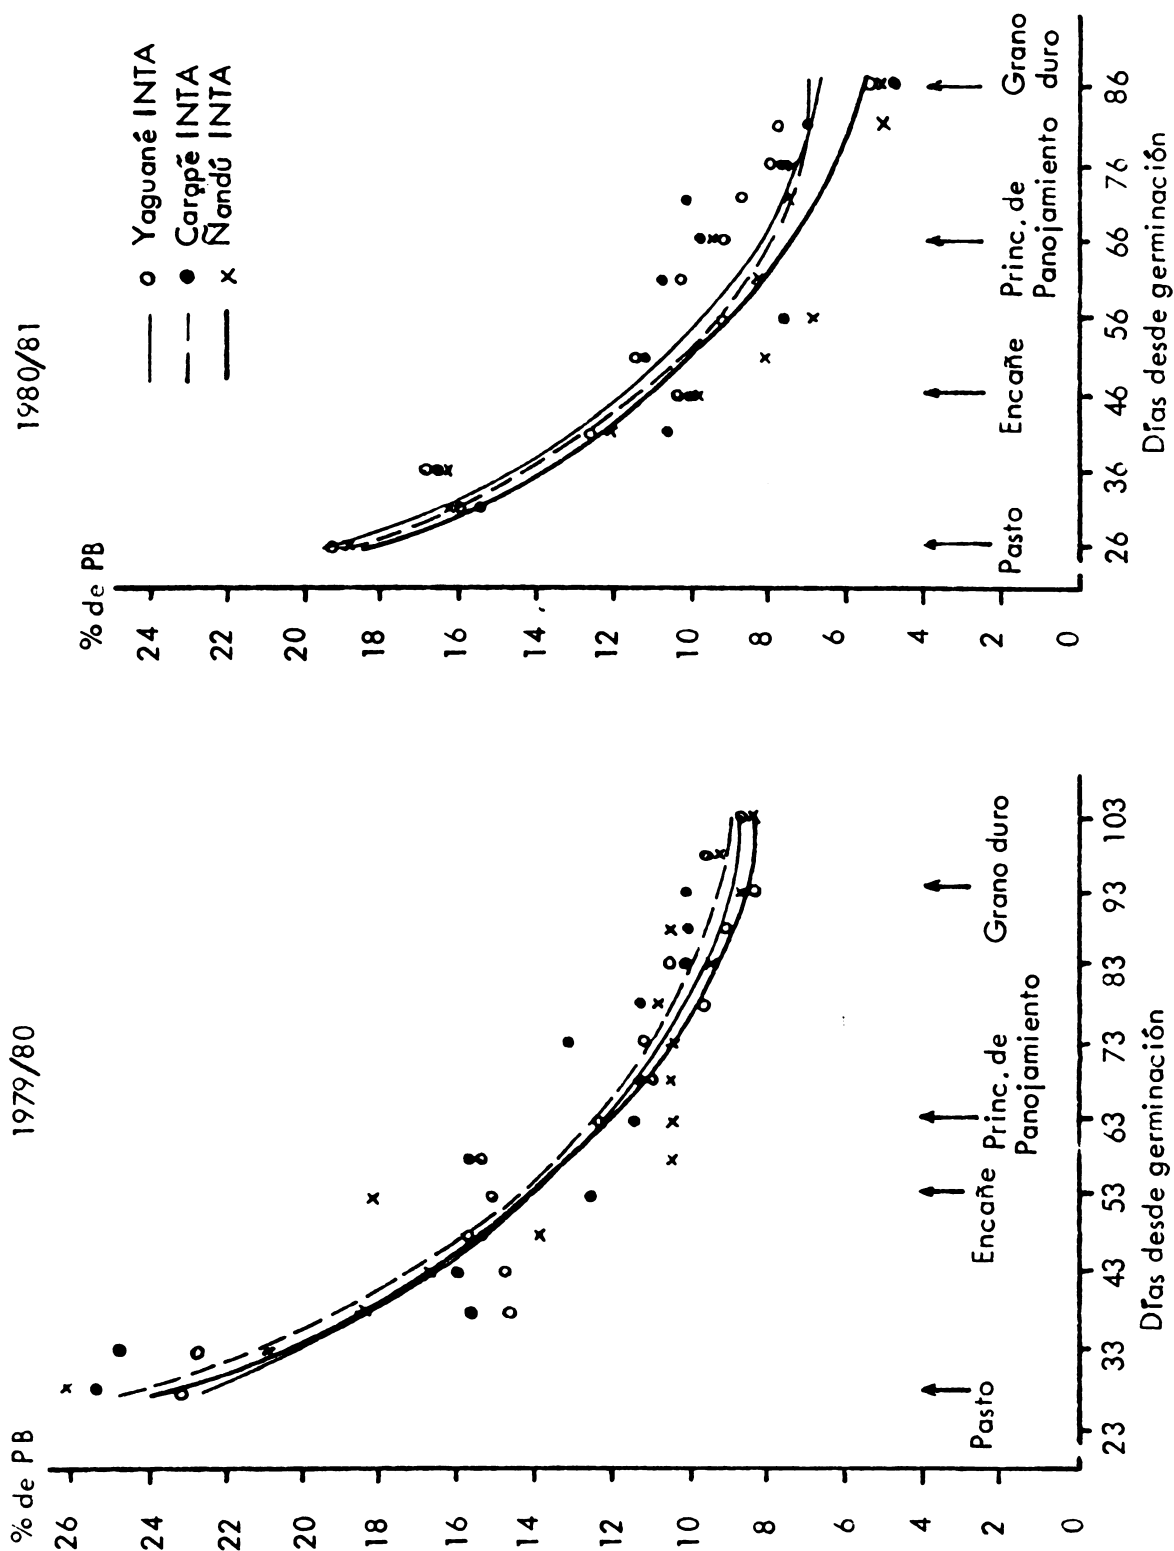 1979/80
% de PB
26
24
22
20
18
16
14
12
10
8
6
4
2
0
Pasto
Encañe
Princ. de
Panojamiento
Grano duro
23
33
43
53
63
73
83
93
103
Días desde germinación
1980/81
Yaguané INTA
Carapé INTA
Ñandú INTA
% de PB
24
22
20
18
16
14
12
10
8
6
4
2
0
Pasto
Encañe
Princ. de
Panojamiento
Grano
duro
26
36
46
56
66
76
86
Días desde germinación